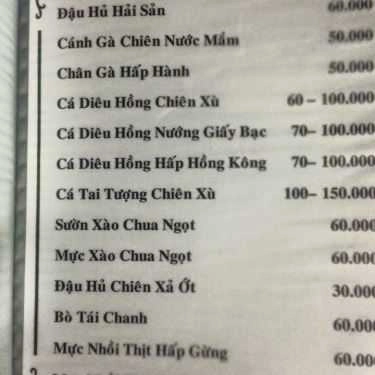 Đậu Hủ Hải Sản 60.000
Cánh Gà Chiên Nước Mắm 50.000
Chân Gà Hấp Hành 50.000
Cá Diêu Hồng Chiên Xù 60 – 100.000
Cá Diêu Hồng Nướng Giấy Bạc 70– 100.000
Cá Diêu Hồng Hấp Hồng Kông 70– 100.000
Cá Tai Tượng Chiên Xù 100– 150.000
Sườn Xào Chua Ngọt 60.000
Mực Xào Chua Ngọt 60.000
Đậu Hủ Chiên Xả Ớt 30.000
Bò Tái Chanh 60.000
Mực Nhồi Thịt Hấp Gừng 60.000